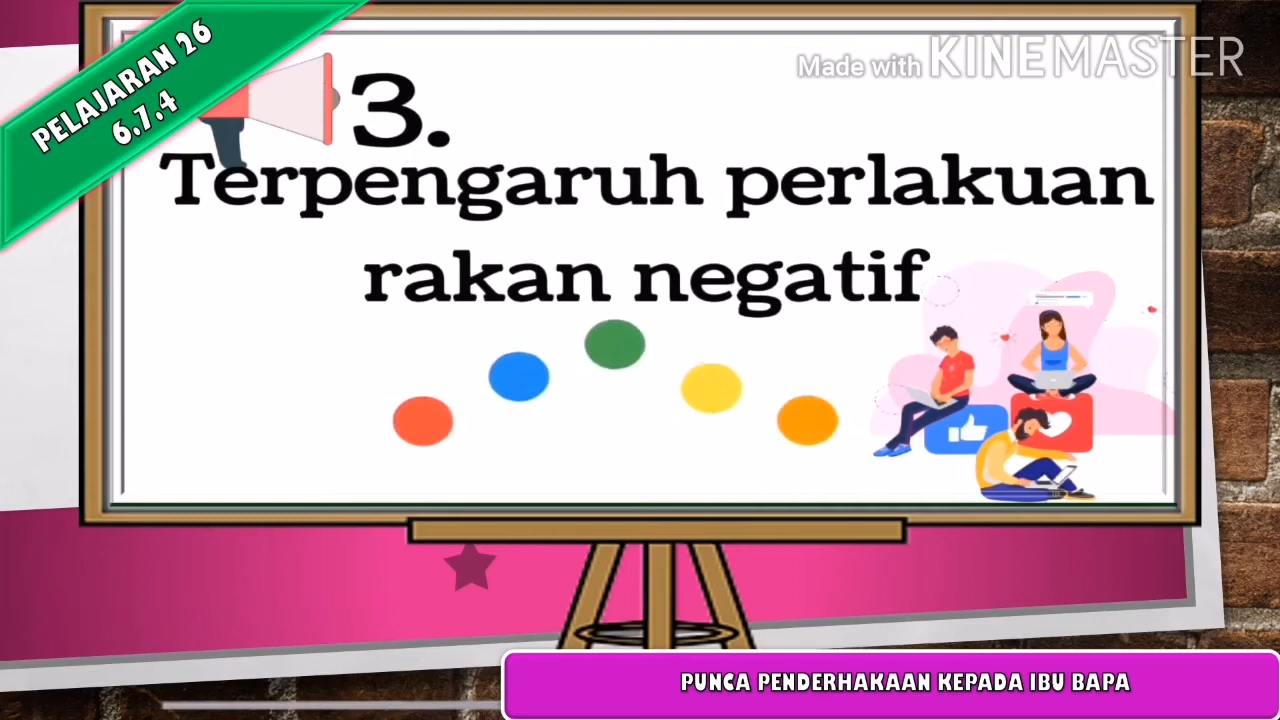 PELAJARAN 26
6.7.4
Made with KINEMASTER
3.
Terpengaruh perlakuan
rakan negatif
PUNCA PENDERHAKAAN KEPADA IBU BAPA